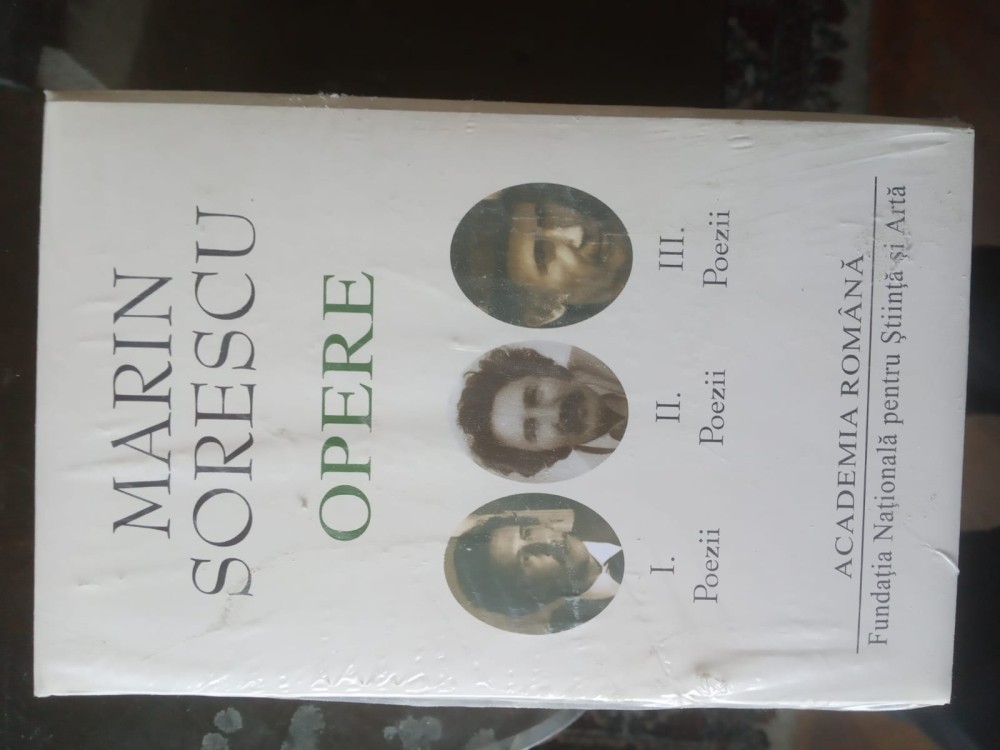 MARIN
SORESCU
OPERE
I.
Poezii
II.
Poezii
III.
Poezii
ACADEMIA ROMÂNĂ
Fundația Națională pentru Știință și Artă